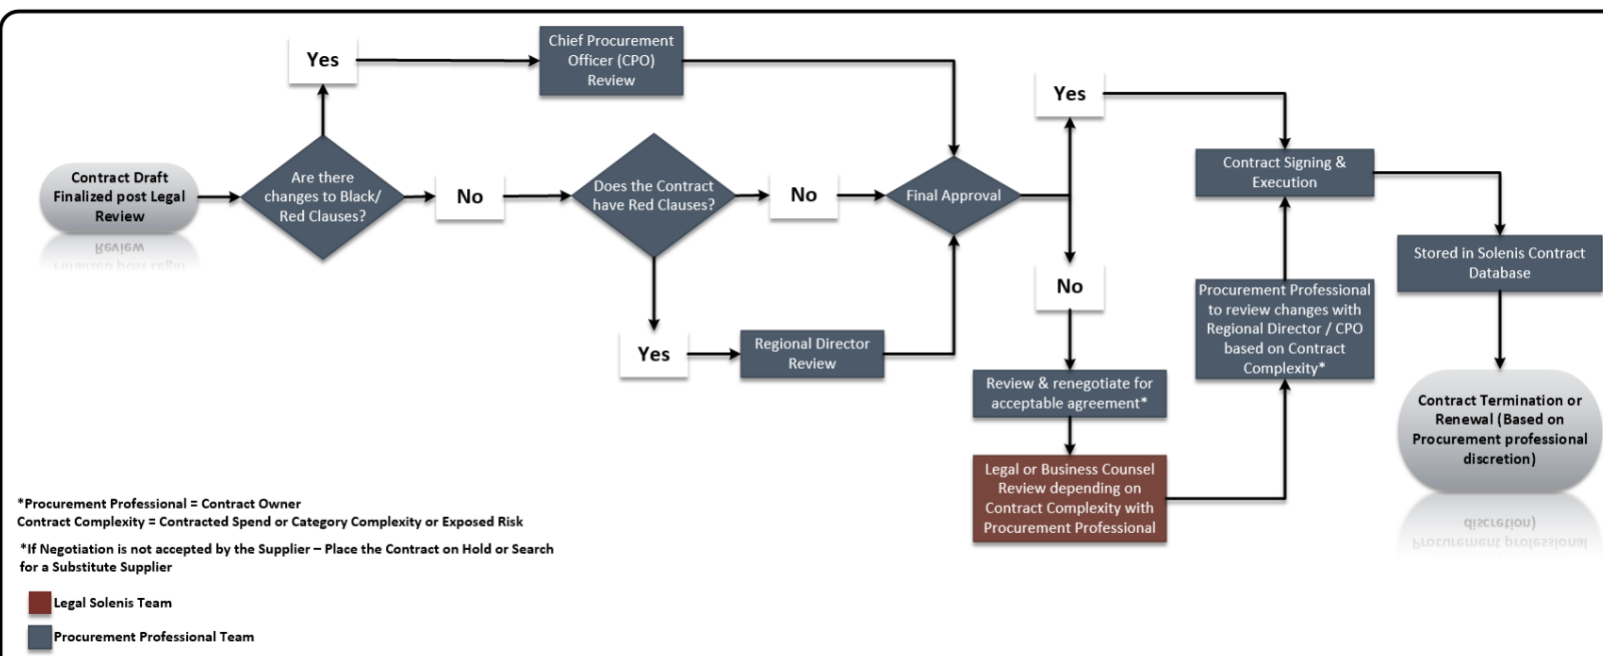 Yes
Chief Procurement
Officer (CPO)
Review
Yes
Contract Draft
Finalized post Legal
Review
Are there
changes to Black/
Red Clauses?
No
Does the Contract
have Red Clauses?
No
Final Approval
Contract Signing &
Execution
Yes
Regional Director
Review
No
Stored in Solenis Contract
Database
Procurement Professional
to review changes with
Regional Director / CPO
based on Contract
Complexity*
Review & renegotiate for
acceptable agreement*
Legal or Business Counsel
Review depending on
Contract Complexity with
Procurement Professional
Contract Termination or
Renewal (Based on
Procurement professional
discretion)
*Procurement Professional = Contract Owner
Contract Complexity = Contracted Spend or Category Complexity or Exposed Risk
*If Negotiation is not accepted by the Supplier – Place the Contract on Hold or Search
for a Substitute Supplier
Legal Solenis Team
Procurement Professional Team